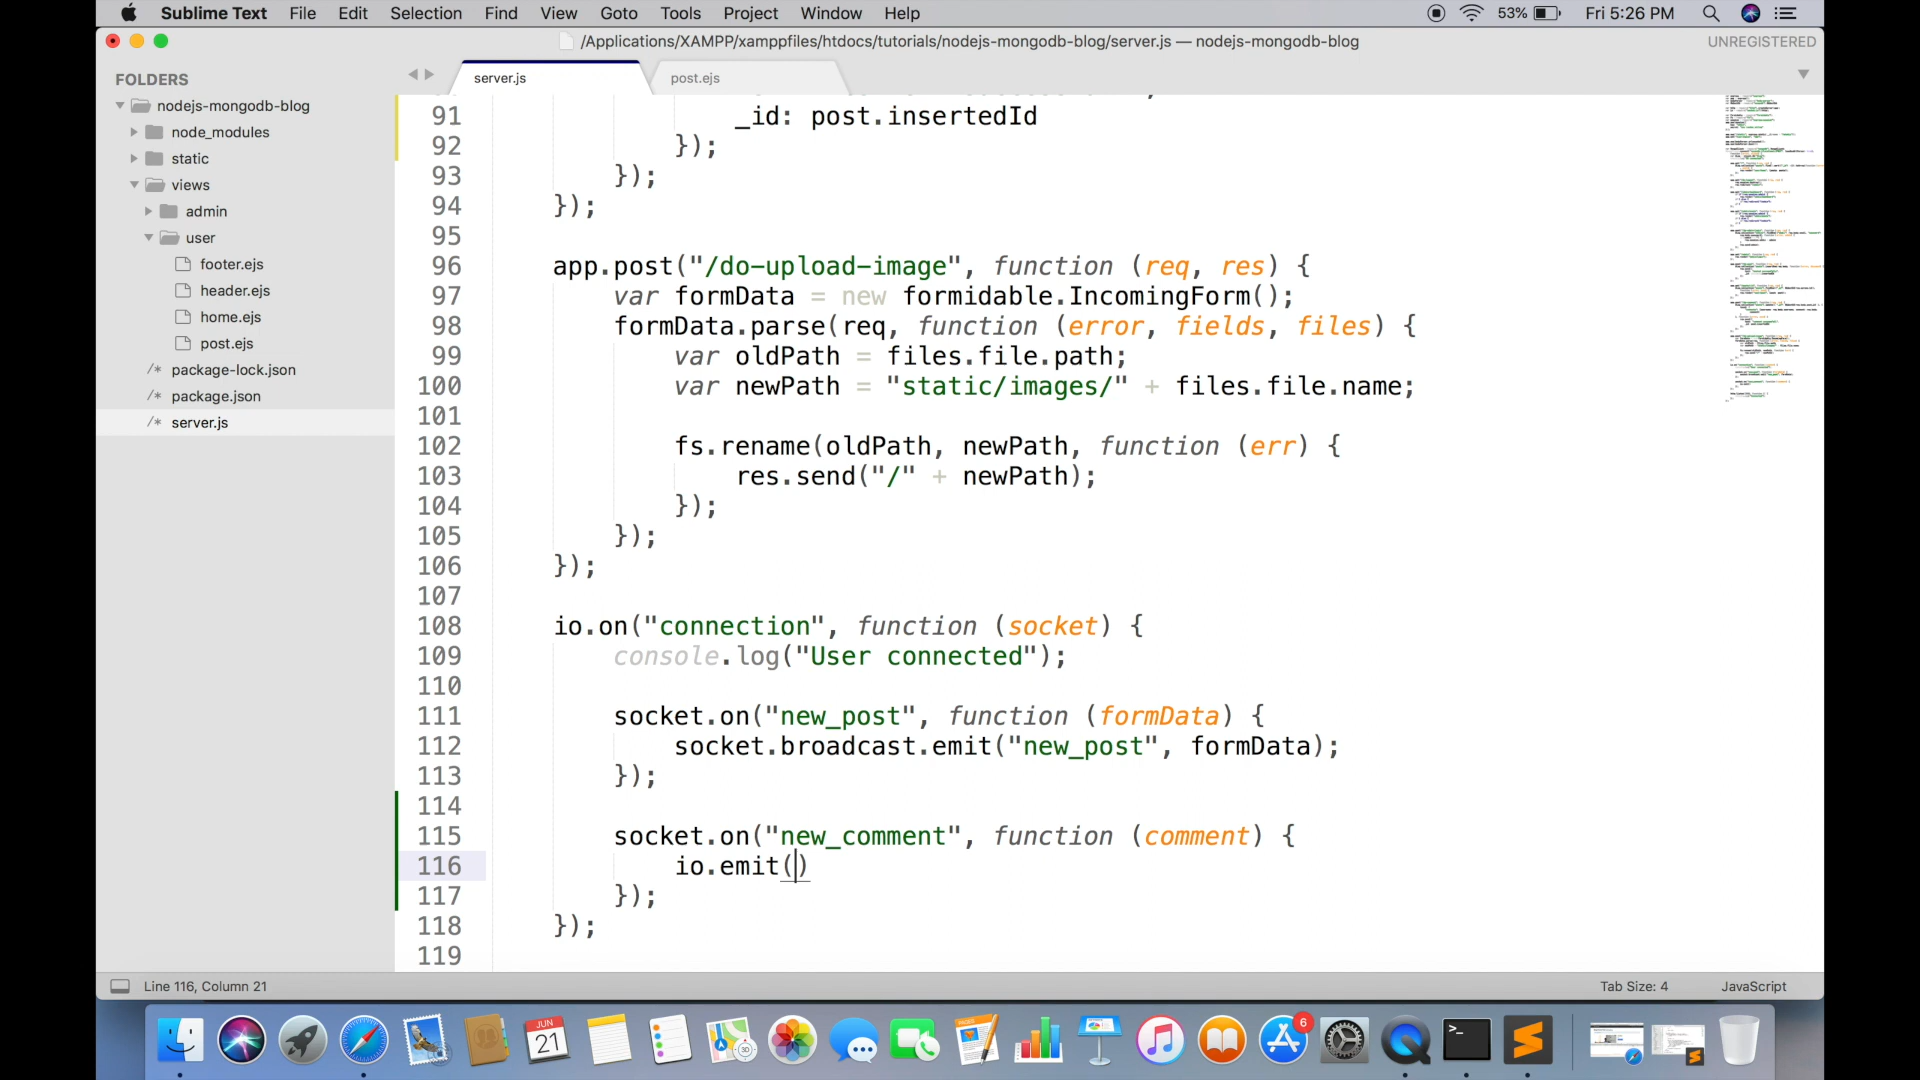 Sublime Text File Edit Selection Find View Goto Tools Project Window Help 53% Fri 5:26 PM
/Applications/XAMPP/xamppfiles/htdocs/tutorials/nodejs-mongodb-blog/server.js — nodejs-mongodb-blog UNREGISTERED
FOLDERS
nodejs-mongodb-blog
node_modules
static
views
admin
user
footer.ejs
header.ejs
home.ejs
post.ejs
/* package-lock.json
/* package.json
/* server.js
server.js post.ejs
91 _id: post.insertedId
92 });
93 });
94 });
95
96 app.post("/do-upload-image", function (req, res) {
97 var formData = new formidable.IncomingForm();
98 formData.parse(req, function (error, fields, files) {
99 var oldPath = files.file.path;
100 var newPath = "static/images/" + files.file.name;
101
102 fs.rename(oldPath, newPath, function (err) {
103 res.send("/" + newPath);
104 });
105 });
106 });
107
108 io.on("connection", function (socket) {
109 console.log("User connected");
110
111 socket.on("new_post", function (formData) {
112 socket.broadcast.emit("new_post", formData);
113 });
114
115 socket.on("new_comment", function (comment) {
116 io.emit()
117 });
118 });
119
Line 116, Column 21 Tab Size: 4 JavaScript
JUN
21
6